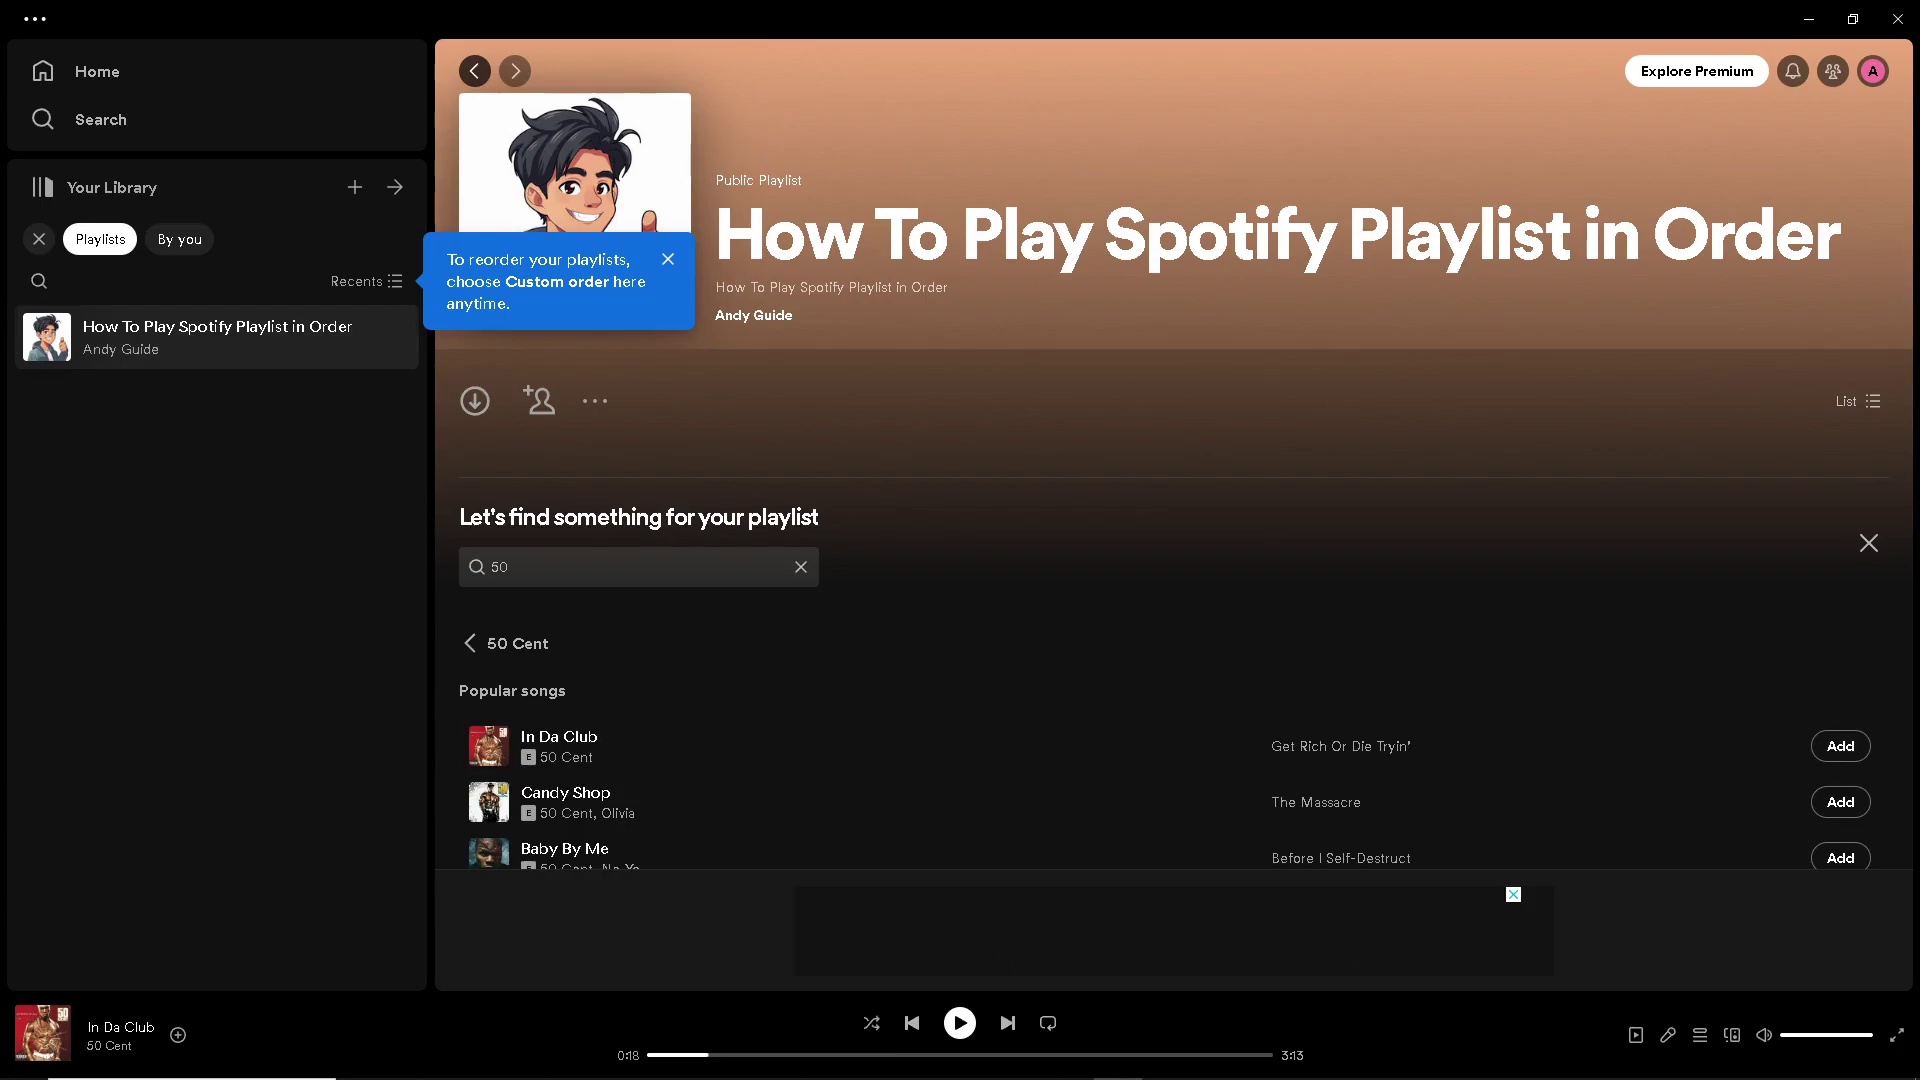 Home
Search
Your Library
Playlists
By you
Recents
How To Play Spotify Playlist in Order
Andy Guide
To reorder your playlists,
choose Custom order here
anytime.
Explore Premium
A
Public Playlist
How To Play Spotify Playlist in Order
How To Play Spotify Playlist in Order
Andy Guide
List
Let's find something for your playlist
50
50 Cent
Popular songs
In Da Club
E 50 Cent
Get Rich Or Die Tryin'
Add
Candy Shop
E 50 Cent, Olivia
The Massacre
Add
Baby By Me
50 Cent, Ne-Yo
Before I Self-Destruct
Add
In Da Club
50 Cent
0:18
3:13